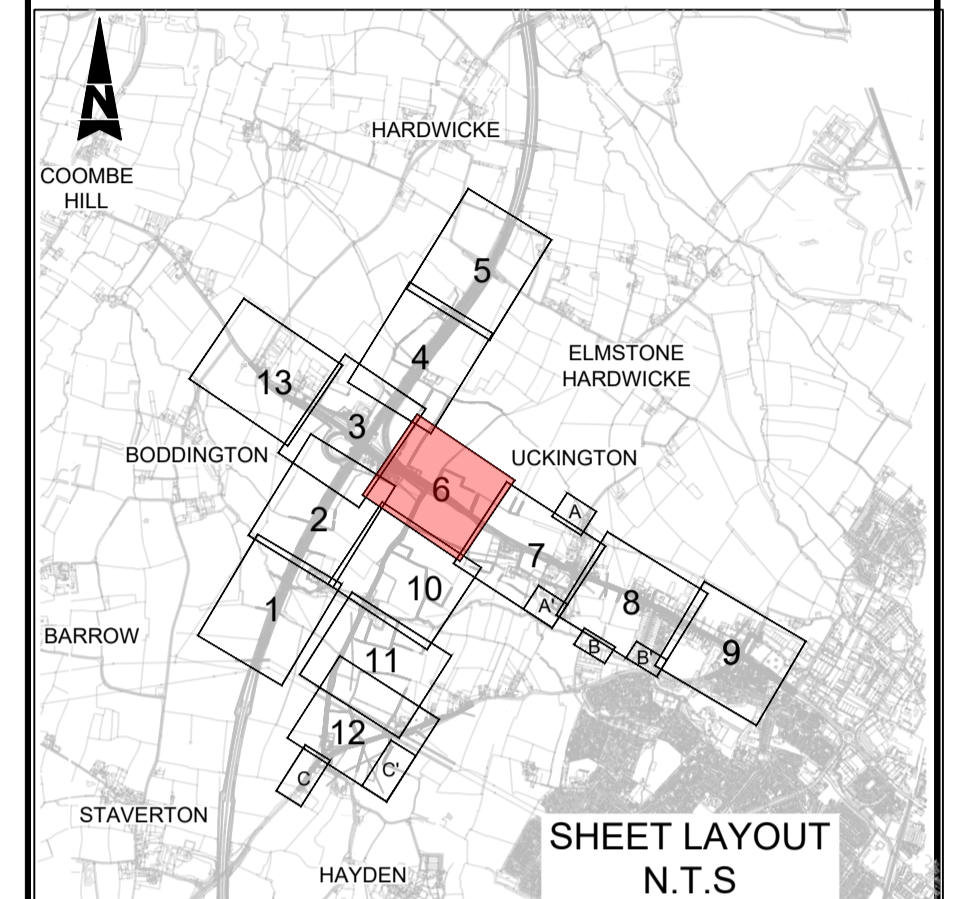 N
HARDWICKE
COOMBE
HILL
5
4
ELMSTONE
HARDWICKE
13
3
BODDINGTON
UCKINGTON
6
A
2
7
10
A'
8
1
BARROW
B
B'
9
11
12
C'
C
STAVERTON
SHEET LAYOUT
N.T.S
HAYDEN